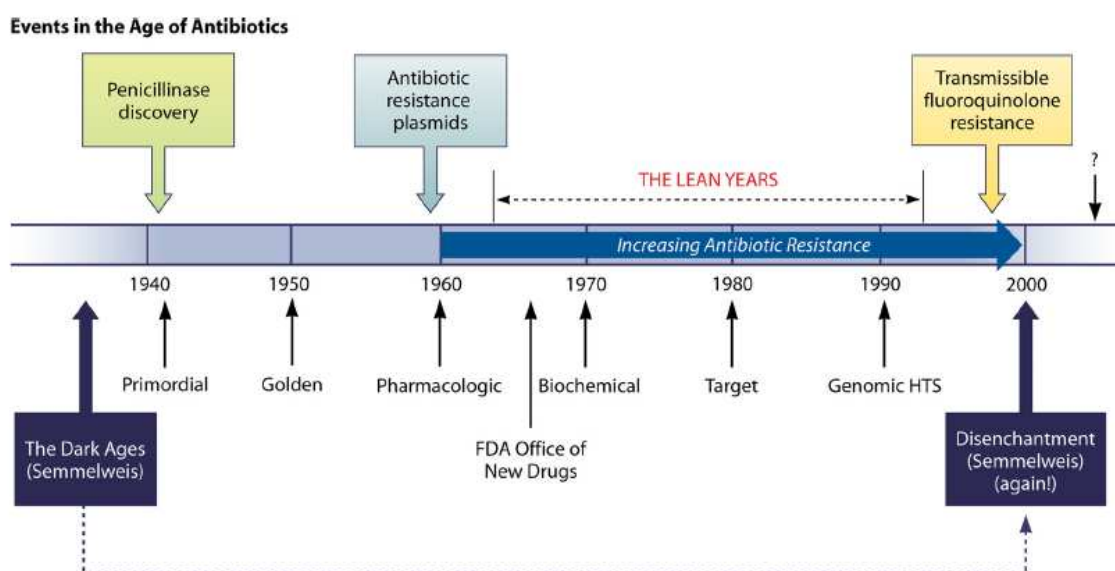 Events in the Age of Antibiotics
Penicillinase
discovery
Antibiotic
resistance
plasmids
Transmissible
fluoroquinolone
resistance
?
THE LEAN YEARS
Increasing Antibiotic Resistance
1940
1950
1960
1970
1980
1990
2000
Primordial
Golden
Pharmacologic
Biochemical
Target
Genomic HTS
FDA Office of
New Drugs
The Dark Ages
(Semmelweis)
Disenchantment
(Semmelweis)
(again!)